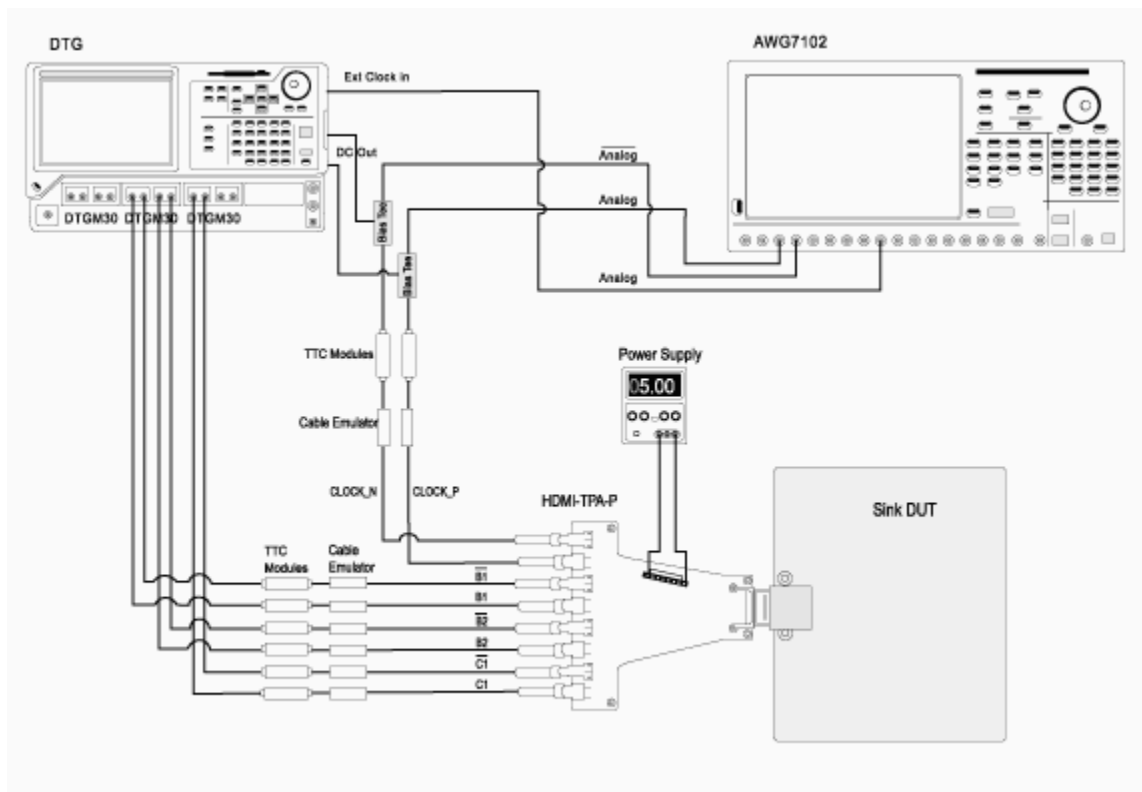 DTG
AWG7102
Ext Clock in
DC Out
Analog
Analog
Analog
DTGM30 DTGM30 DTGM30
Bias Tee
Bias Tee
TTC Modules
Power Supply
05.00
Cable Emulator
CLOCK_N
CLOCK_P
HDMI-TPA-P
Sink DUT
TTC
Modules
Cable
Emulator
B1
B1
B2
B2
C1
C1